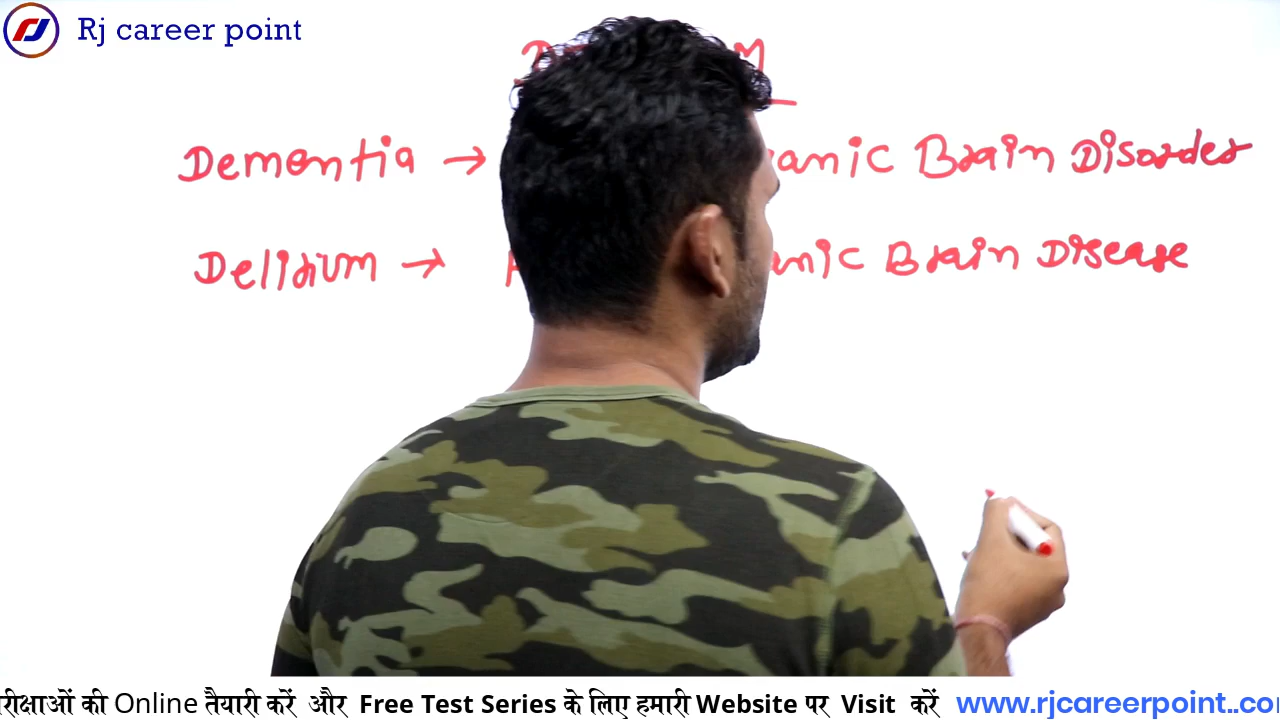 Rj career point
Dementia → anic Brain Disorder
Delirium → nic Brain Disease
की Online तैयारी करें और Free Test Series के लिए हमारी Website पर Visit करें www.rjcareerpoint..co